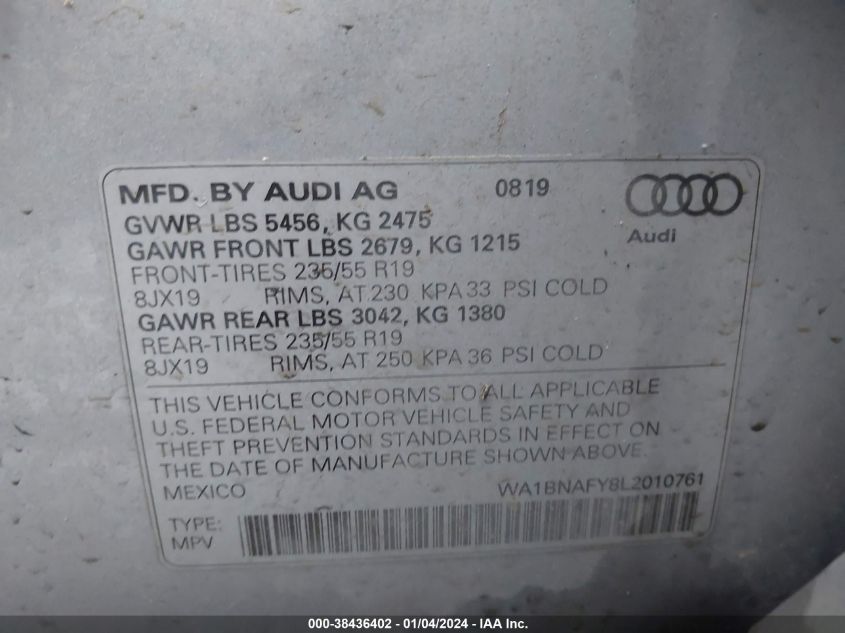 MFD. BY AUDI AG 0819
Audi
GVWR LBS 5456, KG 2475
GAWR FRONT LBS 2679, KG 1215
FRONT-TIRES 235/55 R19
8JX19 RIMS, AT 230 KPA 33 PSI COLD
GAWR REAR LBS 3042, KG 1380
REAR-TIRES 235/55 R19
8JX19 RIMS, AT 250 KPA 36 PSI COLD
THIS VEHICLE CONFORMS TO ALL APPLICABLE
U.S. FEDERAL MOTOR VEHICLE SAFETY AND
THEFT PREVENTION STANDARDS IN EFFECT ON
THE DATE OF MANUFACTURE SHOWN ABOVE.
MEXICO WA1BNAFY8L2010761
TYPE:
MPV
000-38436402 - 01/04/2024 - IAA Inc.